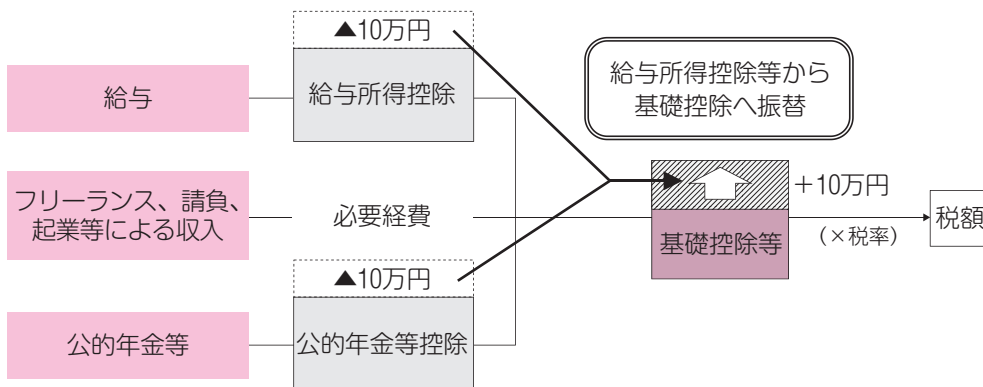 ▲10万円
給与
給与所得控除
給与所得控除等から
基礎控除へ振替
フリーランス、請負、
起業等による収入
必要経費
+10万円
基礎控除等
(×税率)
税額
▲10万円
公的年金等
公的年金等控除